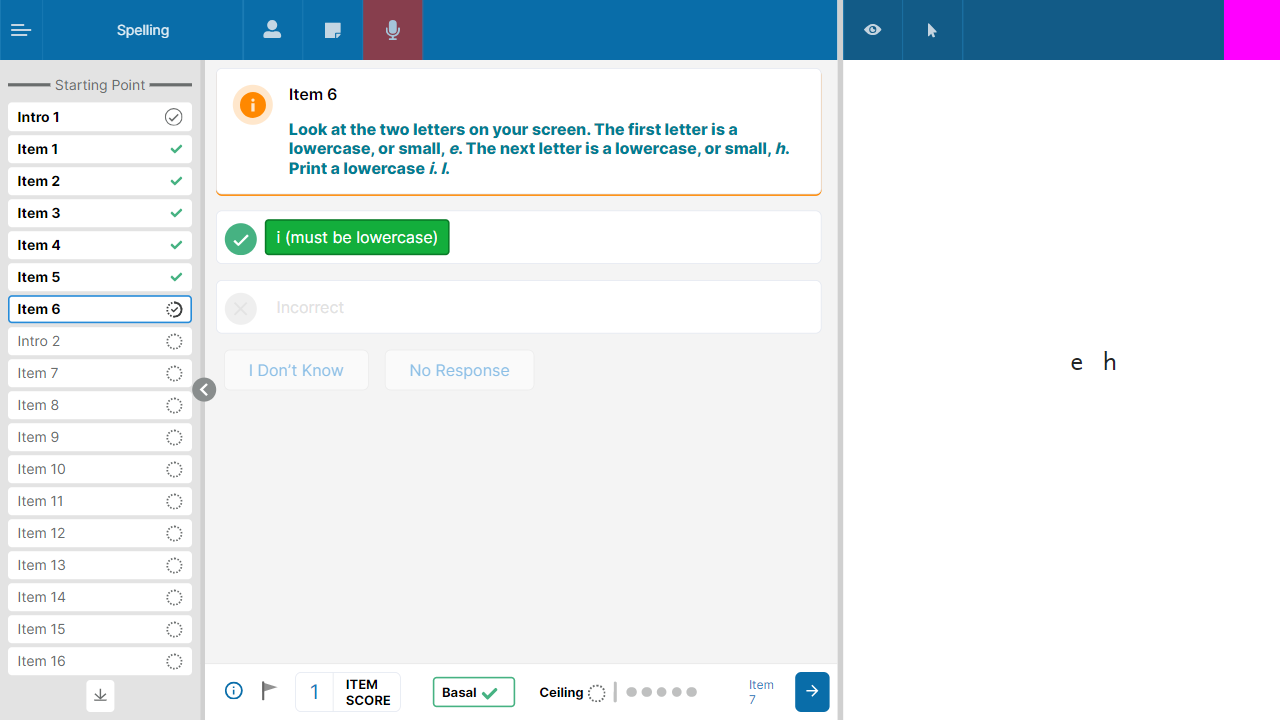 Spelling
Starting Point
Intro 1
Item 1
Item 2
Item 3
Item 4
Item 5
Item 6
Intro 2
Item 7
Item 8
Item 9
Item 10
Item 11
Item 12
Item 13
Item 14
Item 15
Item 16
Item 6
Look at the two letters on your screen. The first letter is a
lowercase, or small, e. The next letter is a lowercase, or small, h.
Print a lowercase i. I.
i (must be lowercase)
Incorrect
I Don’t Know
No Response
1
ITEM
SCORE
Basal
Ceiling
Item
7
e h